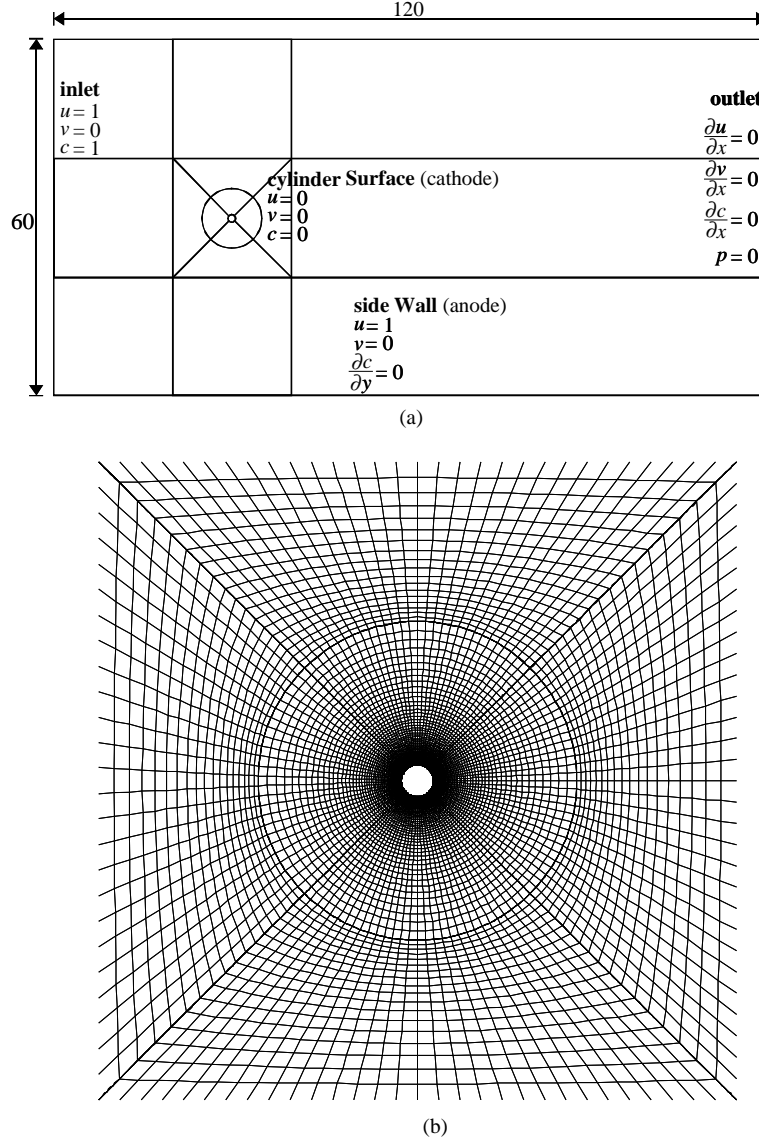 120
60
inlet
u = 1
v = 0
c = 1
outlet
∂u/∂x = 0
∂v/∂x = 0
∂c/∂x = 0
p = 0
cylinder Surface (cathode)
u = 0
v = 0
c = 0
side Wall (anode)
u = 1
v = 0
∂c/∂y = 0
(a)
(b)